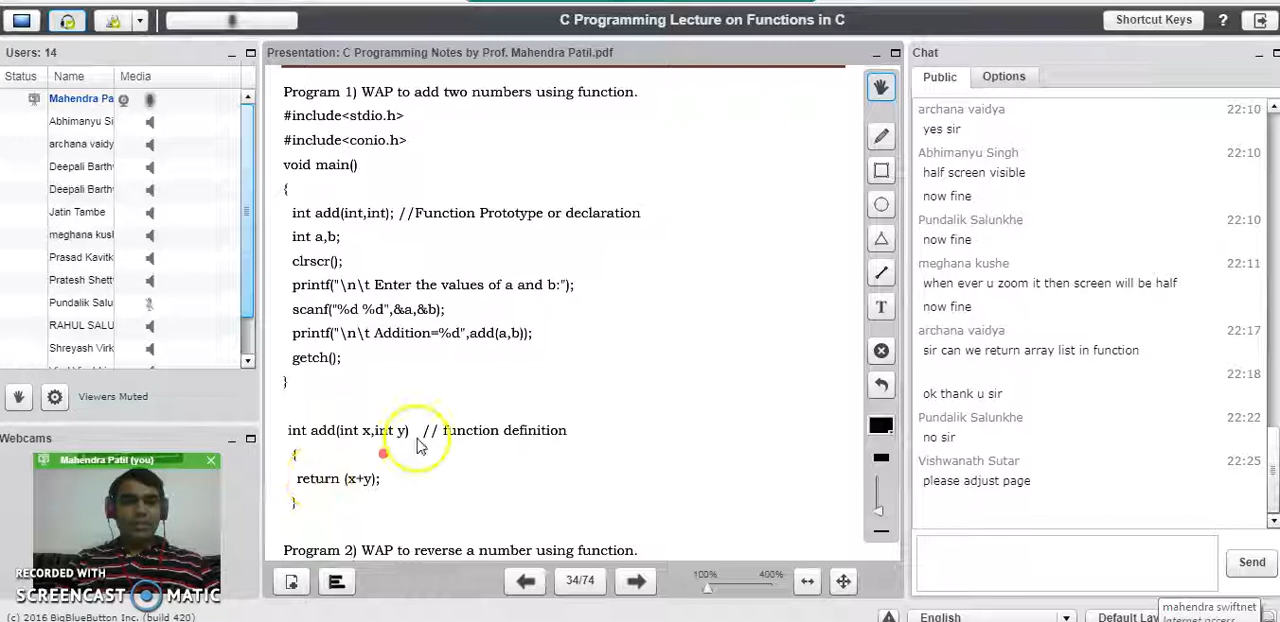 C Programming Lecture on Functions in C
Shortcut Keys
?
Users: 14
Status Name Media
Mahendra Pa
Abhimanyu Si
archana vaidy
Deepali Barth
Deepali Barth
Jatin Tambe
meghana kush
Prasad Kavitk
Pratesh Shett
Pundalik Salu
RAHUL SALU
Shreyash Virk
Viewers Muted
Webcams
Mahendra Patil (you)
RECORDED WITH
SCREENCAST MATIC
(c) 2016 BigBlueButton Inc. (build 420)
Presentation: C Programming Notes by Prof. Mahendra Patil.pdf
Program 1) WAP to add two numbers using function.
#include<stdio.h>
#include<conio.h>
void main()
{
int add(int,int); //Function Prototype or declaration
int a,b;
clrscr();
printf("\n\t Enter the values of a and b:");
scanf("%d %d",&a,&b);
printf("\n\t Addition=%d",add(a,b));
getch();
}
int add(int x,int y) // function definition
{
return (x+y);
}
Program 2) WAP to reverse a number using function.
T
34/74
100% 400%
Chat
Public Options
archana vaidya 22:10
yes sir
Abhimanyu Singh 22:10
half screen visible
now fine
Pundalik Salunkhe 22:10
now fine
meghana kushe 22:11
when ever u zoom it then screen will be half
now fine
archana vaidya 22:17
sir can we return array list in function
22:18
ok thank u sir
Pundalik Salunkhe 22:22
no sir
Vishwanath Sutar 22:25
please adjust page
Send
English
Default Lay
mahendra swiftnet
Internet access